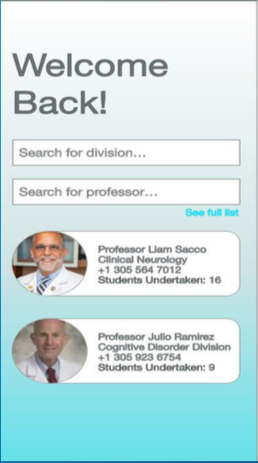 Welcome
Back!
Search for division...
Search for professor...
See full list
Professor Liam Sacco
Clinical Neurology
+1 305 564 7012
Students Undertaken: 16
Professor Julio Ramirez
Cognitive Disorder Division
+1 305 923 6754
Students Undertaken: 9